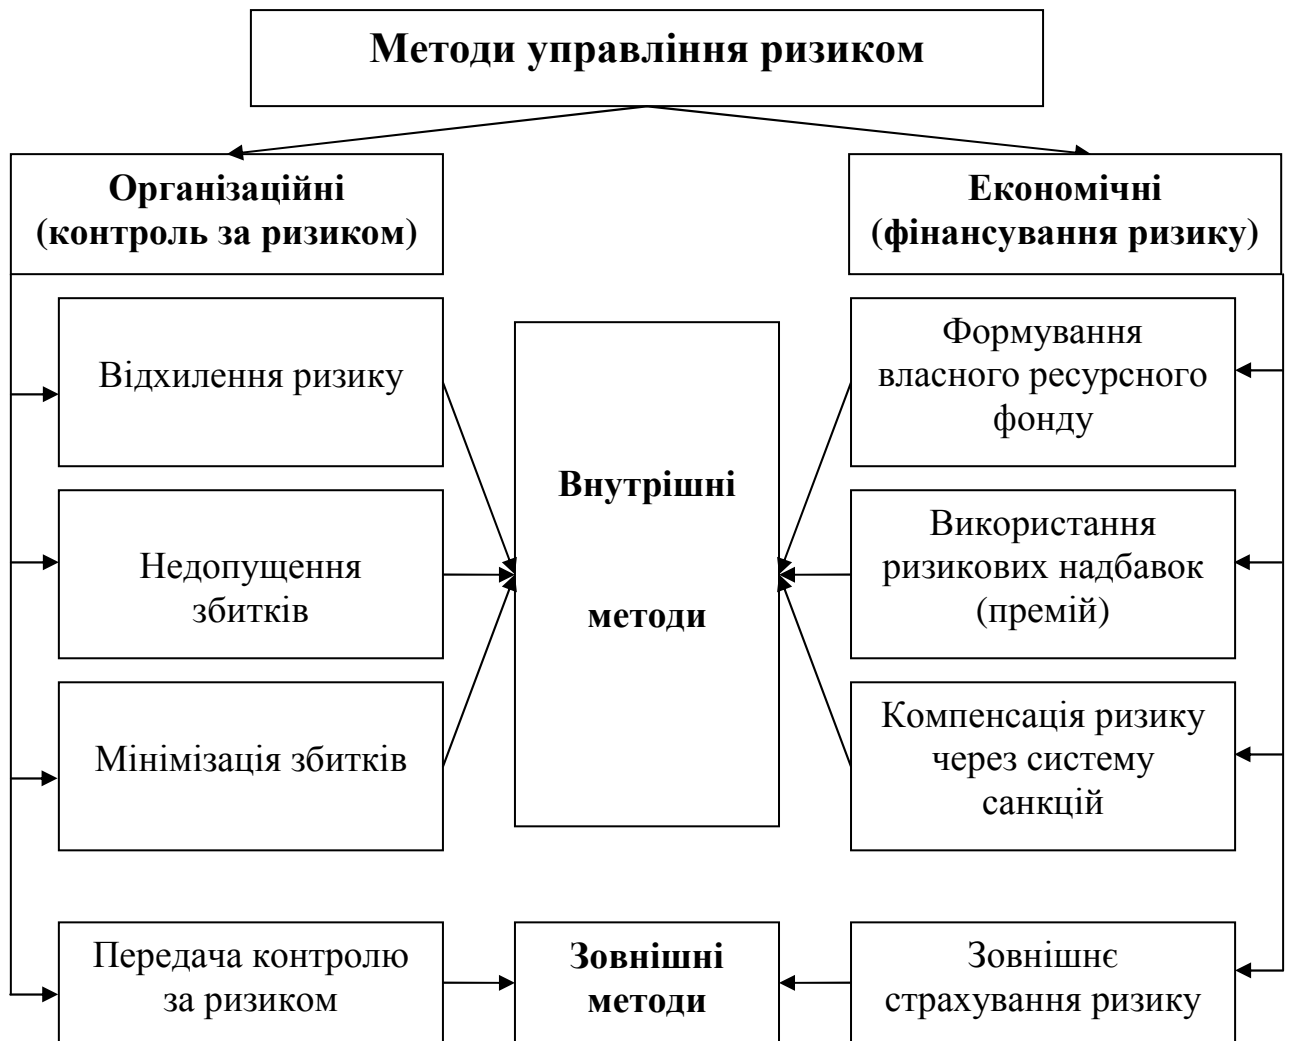 Методи управління ризиком
Організаційні
(контроль за ризиком)
Економічні
(фінансування ризику)
Відхилення ризику
Недопущення
збитків
Мінімізація збитків
Внутрішні
методи
Формування
власного ресурсного
фонду
Використання
ризикових надбавок
(премій)
Компенсація ризику
через систему
санкцій
Передача контролю
за ризиком
Зовнішні
методи
Зовнішнє
страхування ризику